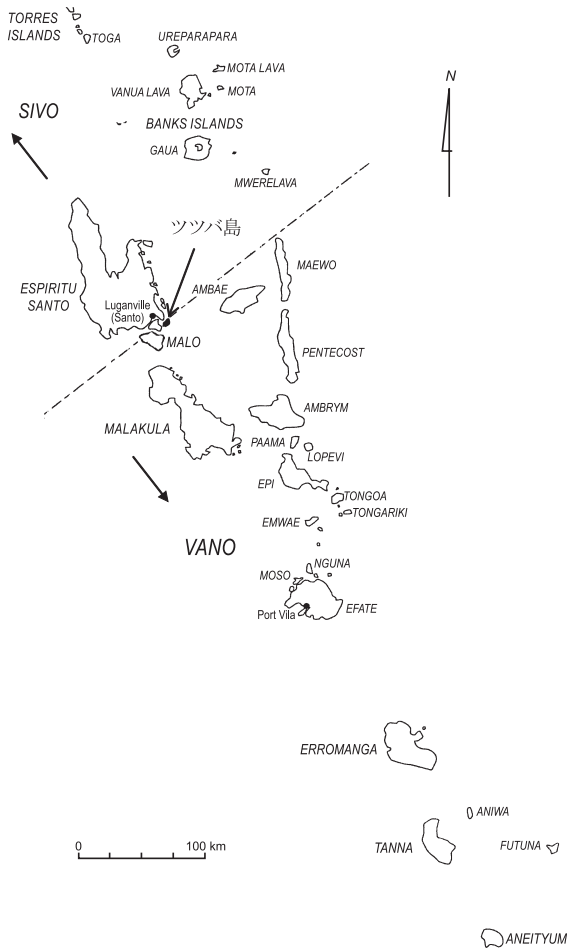 TORRES
ISLANDS
TOGA
UREPARAPARA
MOTA LAVA
VANUA LAVA
MOTA
N
SIVO
BANKS ISLANDS
GAUA
MWERELAVA
ツツバ島
MAEWO
ESPIRITU
SANTO
AMBAE
Luganville
(Santo)
MALO
PENTECOST
AMBRYM
MALAKULA
PAAMA
LOPEVI
EPI
TONGOA
TONGARIKI
EMWAE
VANO
NGUNA
MOSO
EFATE
Port Vila
ERROMANGA
ANIWA
TANNA
FUTUNA
0 100 km
ANEITYUM